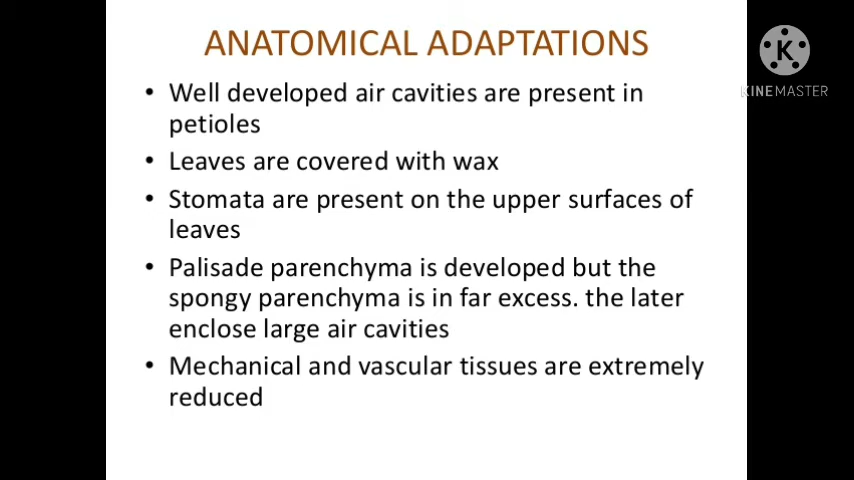 ANATOMICAL ADAPTATIONS
K
KINEMASTER
• Well developed air cavities are present in
petioles
• Leaves are covered with wax
• Stomata are present on the upper surfaces of
leaves
• Palisade parenchyma is developed but the
spongy parenchyma is in far excess. the later
enclose large air cavities
• Mechanical and vascular tissues are extremely
reduced